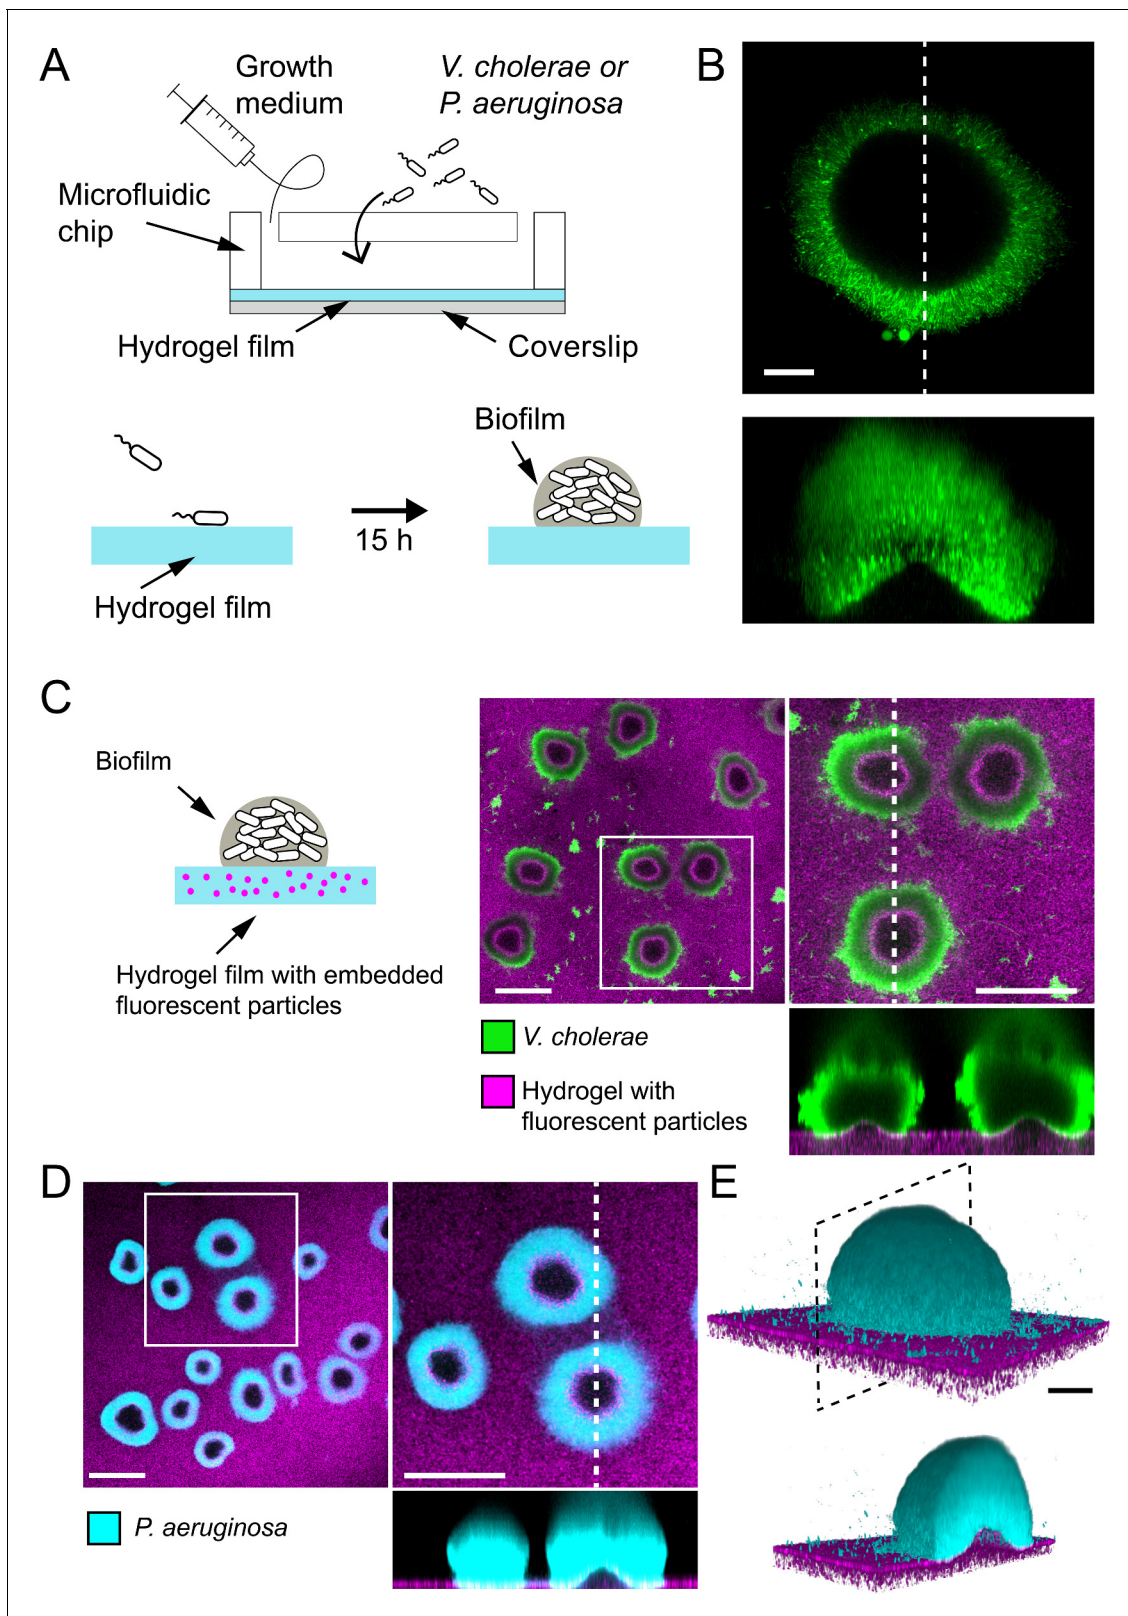 A
Growth
medium
V. cholerae or
P. aeruginosa
Microfluidic
chip
Hydrogel film
Coverslip
Biofilm
15 h
Hydrogel film
B
C
Biofilm
Hydrogel film with embedded
fluorescent particles
V. cholerae
Hydrogel with
fluorescent particles
D
P. aeruginosa
E